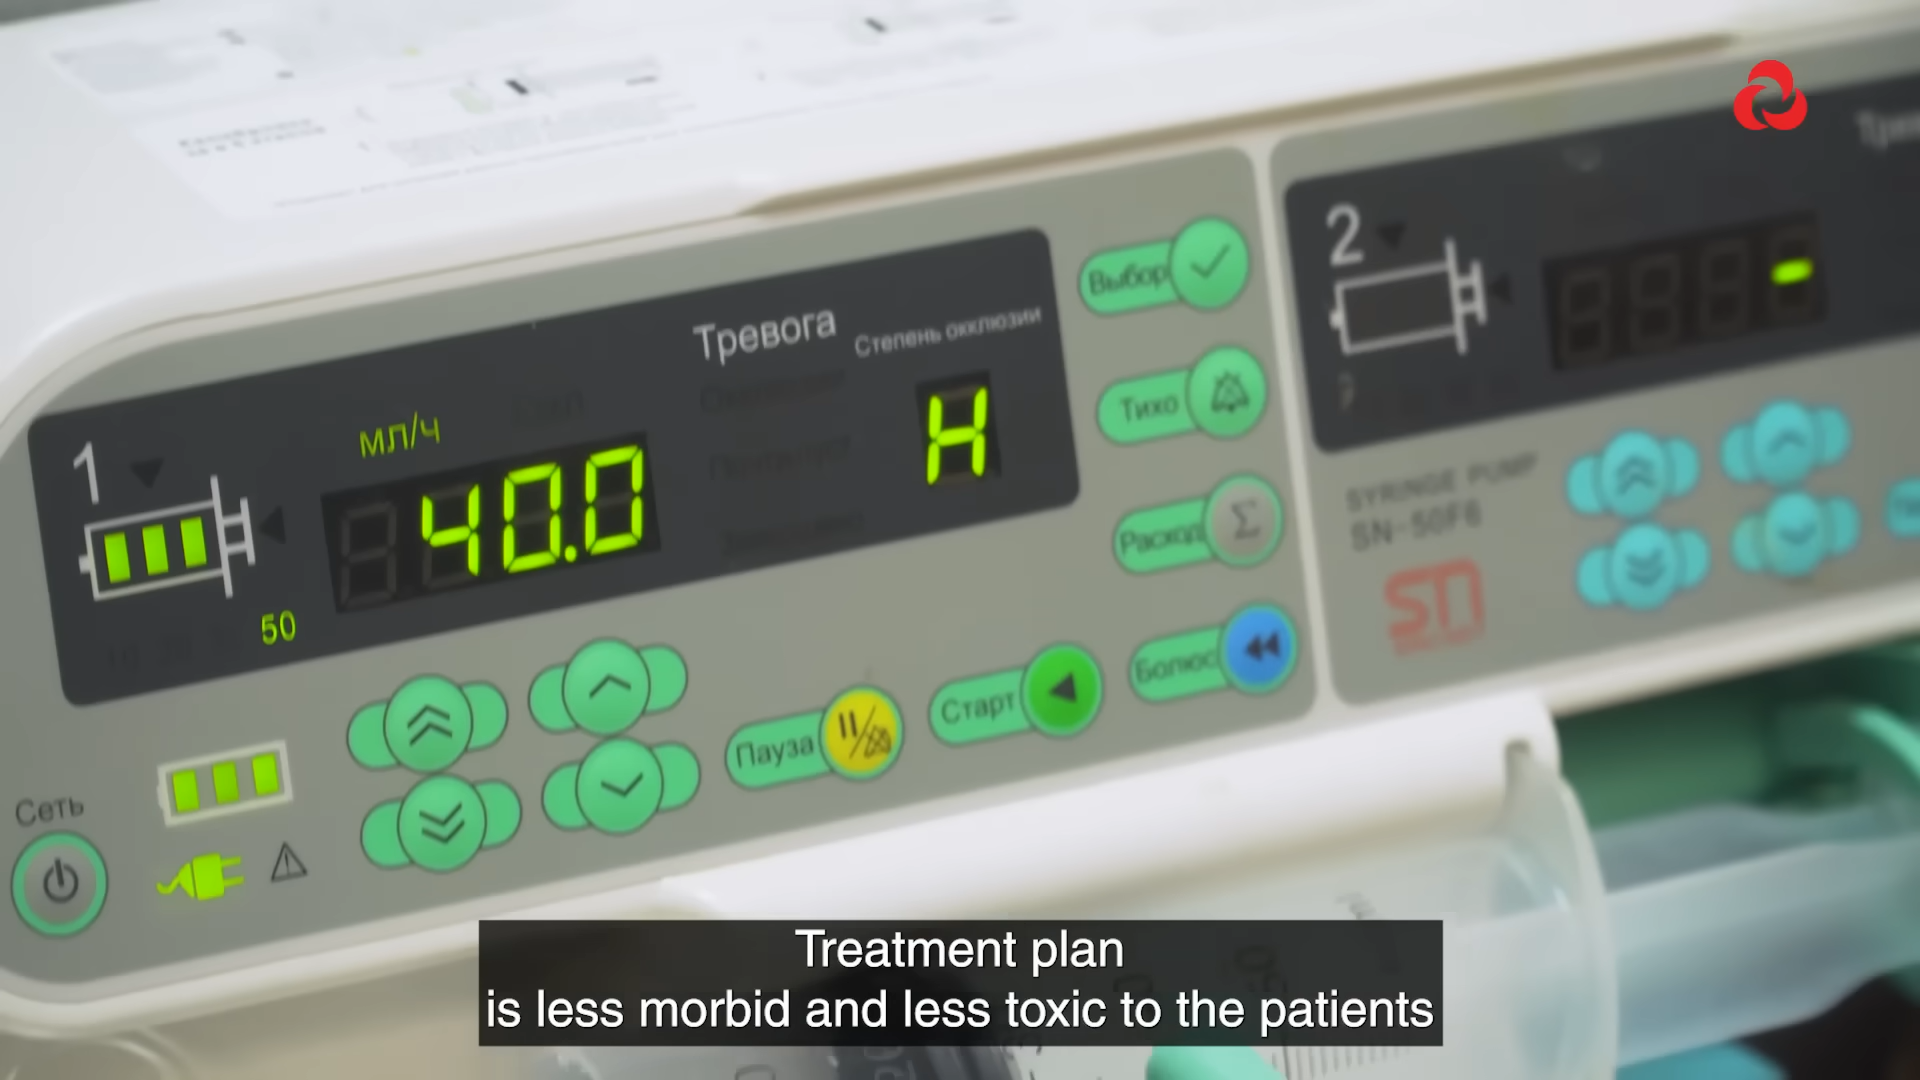 1
мл/ч
40.0
50
Тревога
Степень окклюзии
H
Выбор
Тихо
Расход
Σ
Болюс
Старт
Пауза
Сеть
2
SYRINGE PUMP
SN-50F6
SN
Treatment plan
is less morbid and less toxic to the patients